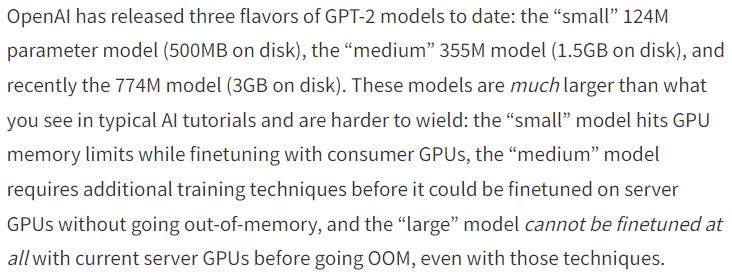 OpenAI has released three flavors of GPT-2 models to date: the “small” 124M
parameter model (500MB on disk), the “medium” 355M model (1.5GB on disk), and
recently the 774M model (3GB on disk). These models are much larger than what
you see in typical AI tutorials and are harder to wield: the “small” model hits GPU
memory limits while finetuning with consumer GPUs, the “medium” model
requires additional training techniques before it could be finetuned on server
GPUs without going out-of-memory, and the “large” model cannot be finetuned at
all with current server GPUs before going OOM, even with those techniques.